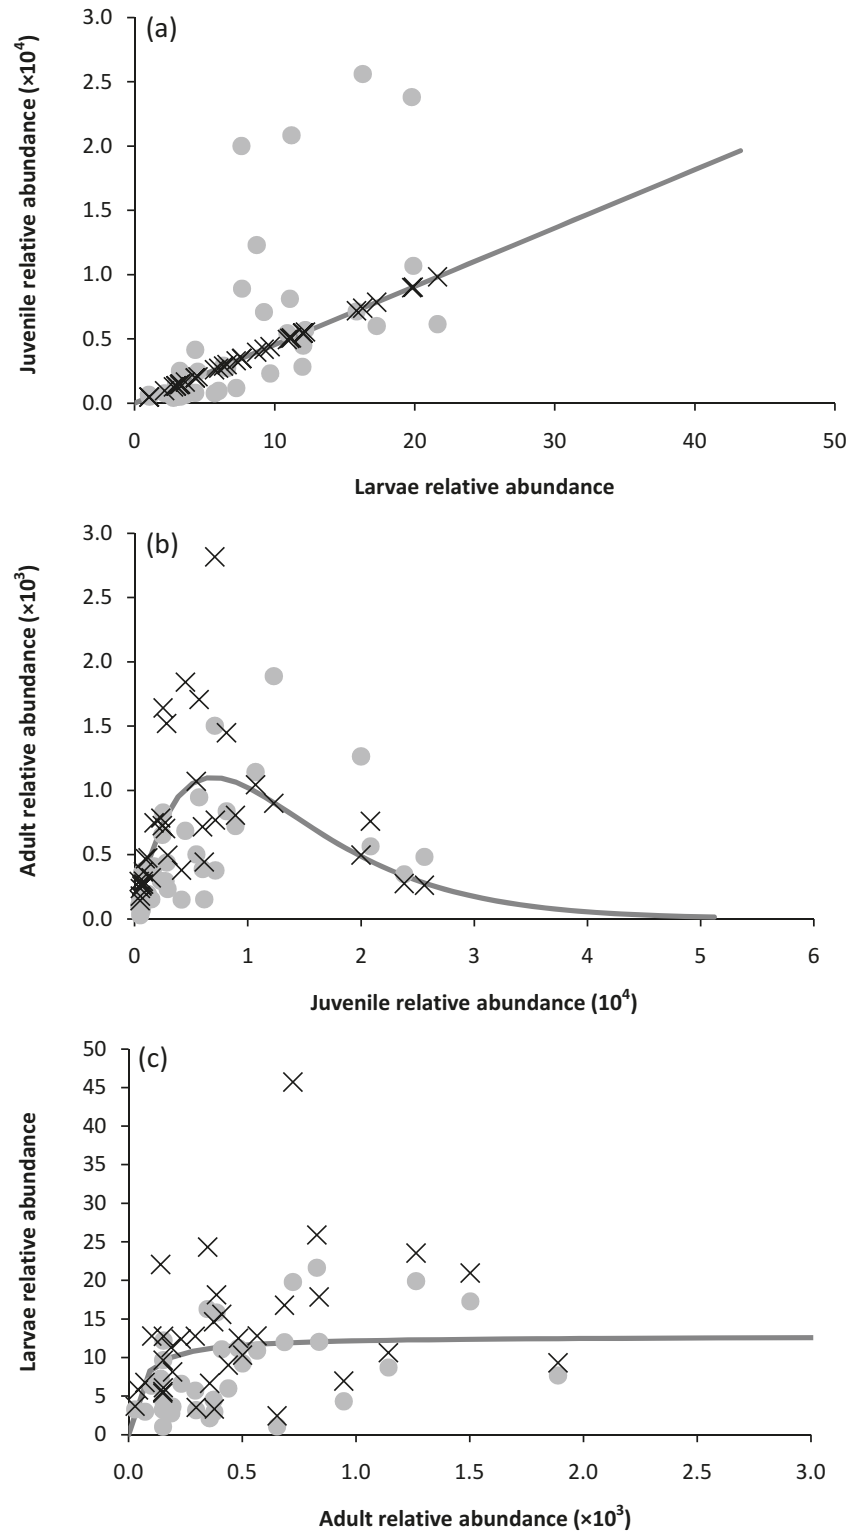 (a)
Juvenile relative abundance (×10⁴)
3.0
2.5
2.0
1.5
1.0
0.5
0.0
0 10 20 30 40 50
Larvae relative abundance
(b)
Adult relative abundance (×10³)
3.0
2.5
2.0
1.5
1.0
0.5
0.0
0 1 2 3 4 5 6
Juvenile relative abundance (10⁴)
(c)
Larvae relative abundance
50
45
40
35
30
25
20
15
10
5
0
0.0 0.5 1.0 1.5 2.0 2.5 3.0
Adult relative abundance (×10³)